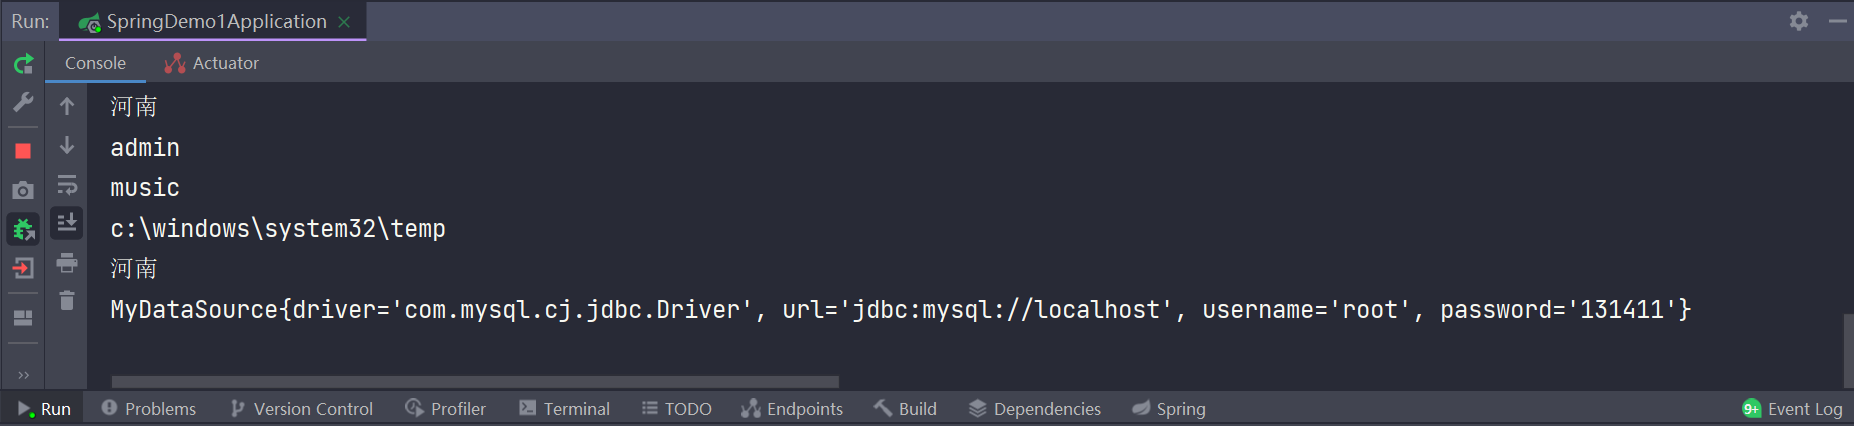 Run: SpringDemo1Application
Console Actuator
河南
admin
music
c:\windows\system32\temp
河南
MyDataSource{driver='com.mysql.cj.jdbc.Driver', url='jdbc:mysql://localhost', username='root', password='131411'}
Run Problems Version Control Profiler Terminal TODO Endpoints Build Dependencies Spring 9+ Event Log